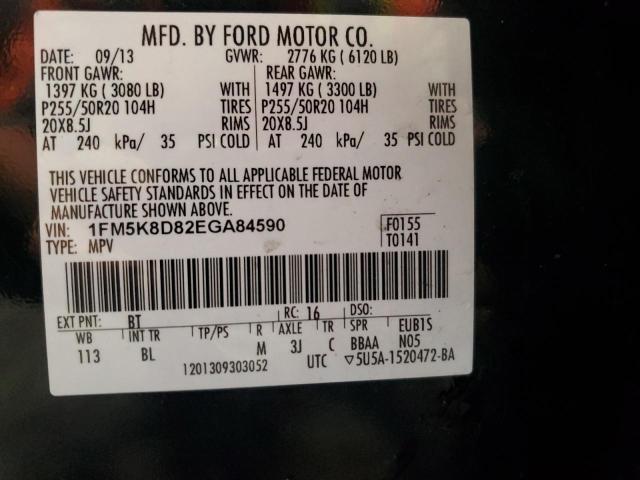 MFD. BY FORD MOTOR CO.
DATE: 09/13 GVWR: 2776 KG ( 6120 LB)
FRONT GAWR: REAR GAWR:
1397 KG ( 3080 LB) WITH 1497 KG ( 3300 LB) WITH
P255/50R20 104H TIRES P255/50R20 104H TIRES
20X8.5J RIMS 20X8.5J RIMS
AT 240 kPa/ 35 PSI COLD AT 240 kPa/ 35 PSI COLD
THIS VEHICLE CONFORMS TO ALL APPLICABLE FEDERAL MOTOR
VEHICLE SAFETY STANDARDS IN EFFECT ON THE DATE OF
MANUFACTURE SHOWN ABOVE.
VIN: 1FM5K8D82EGA84590 F0155
TYPE: MPV T0141
EXT PNT: BT RC: 16 DSO:
WB INT TR TP/PS R AXLE TR SPR EUB1S
113 BL M 3J C BBAA N05
1201309303052 UTC ▽5U5A-1520472-BA